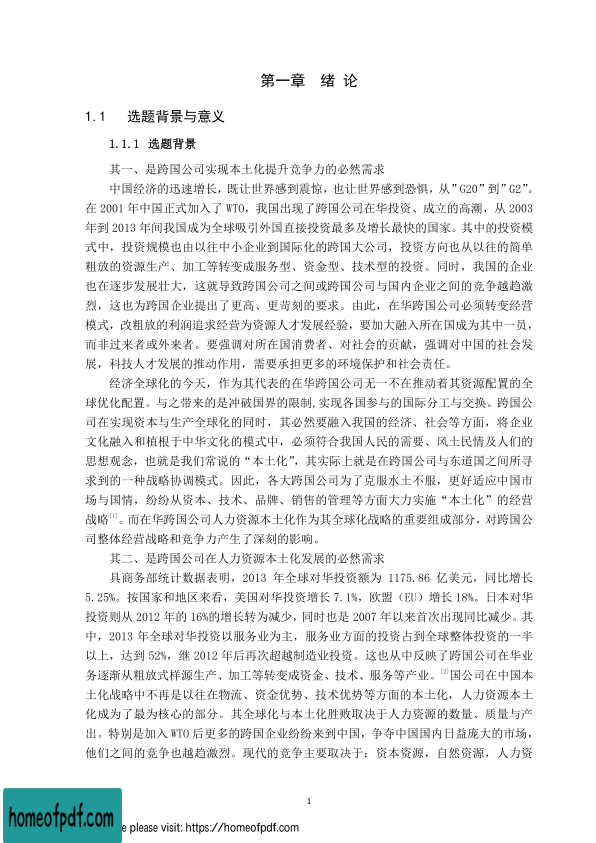 第一章 绪 论
1.1 选题背景与意义
1.1.1 选题背景
其一、是跨国公司实现本土化提升竞争力的必然需求
中国经济的迅速增长，既让世界感到震惊，也让世界感到恐惧，从”G20”到”G2”。
在 2001 年中国正式加入了 WTO，我国出现了跨国公司在华投资、成立的高潮，从 2003
年到 2013 年间我国成为全球吸引外国直接投资最多及增长最快的国家。其中的投资模
式中，投资规模也由以往中小企业到国际化的跨国大公司，投资方向也从以往的简单
粗放的资源生产、加工等转变成服务型、资金型、技术型的投资。同时，我国的企业
也在逐步发展壮大，这就导致跨国公司之间或跨国公司与国内企业之间的竞争越趋激
烈，这也为跨国企业提出了更高、更苛刻的要求。由此，在华跨国公司必须转变经营
模式，改粗放的利润追求经营为资源人才发展经验，要加大融入所在国成为其中一员，
而非过来者或外来者。要强调对所在国消费者、对社会的贡献，强调对中国的社会发
展，科技人才发展的推动作用，需要承担更多的环境保护和社会责任。
经济全球化的今天，作为其代表的在华跨国公司无一不在推动着其资源配置的全
球优化配置。与之带来的是冲破国界的限制,实现各国参与的国际分工与交换。跨国公
司在实现资本与生产全球化的同时，其必然要融入我国的经济、社会等方面，将企业
文化融入和植根于中华文化的模式中，必须符合我国人民的需要、风土民情及人们的
思想观念，也就是我们常说的“本土化”，其实际上就是在跨国公司与东道国之间所寻
求到的一种战略协调模式。因此，各大跨国公司为了克服水土不服，更好适应中国市
场与国情，纷纷从资本、技术、品牌、销售的管理等方面大力实施“本土化”的经营
战略[1]。而在华跨国公司人力资源本土化作为其全球化战略的重要组成部分，对跨国公
司整体经营战略和竞争力产生了深刻的影响。
其二、是跨国公司在人力资源本土化发展的必然需求
具商务部统计数据表明，2013 年全球对华投资额为 1175.86 亿美元，同比增长
5.25%。按国家和地区来看，美国对华投资增长 7.1%，欧盟（EU）增长 18%。日本对华
投资则从 2012 年的 16%的增长转为减少，同时也是 2007 年以来首次出现同比减少。其
中，2013 年全球对华投资以服务业为主，服务业方面的投资占到全球整体投资的一半
以上，达到 52%，继 2012 年后再次超越制造业投资。这也从中反映了跨国公司在华业
务逐渐从粗放式样源生产、加工等转变成资金、技术、服务等产业。[2]国公司在中国本
土化战略中不再是以往在物流、资金优势、技术优势等方面的本土化，人力资源本土
化成为了最为核心的部分。其全球化与本土化胜败取决于人力资源的数量、质量与产
出。特别是加入 WTO 后更多的跨国企业纷纷来到中国，争夺中国国内日益庞大的市场，
他们之间的竞争也越趋激烈。现代的竞争主要取决于：资本资源，自然资源，人力资
1
homeofpdf.com
e please visit: https://homeofpdf.com